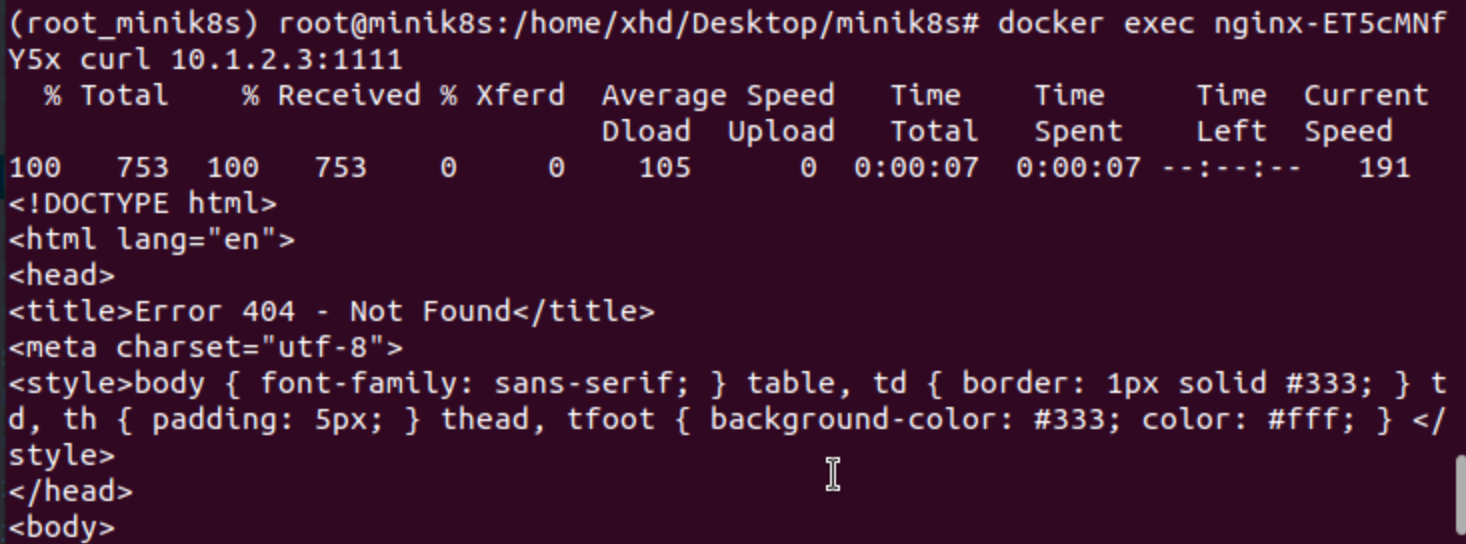 (root_minik8s) root@minik8s:/home/xhd/Desktop/minik8s# docker exec nginx-ET5cMNf
Y5x curl 10.1.2.3:1111
  % Total    % Received % Xferd  Average Speed   Time    Time     Time  Current
                                 Dload  Upload   Total   Spent    Left  Speed
100   753  100   753    0     0    105      0  0:00:07  0:00:07 --:--:--   191
<!DOCTYPE html>
<html lang="en">
<head>
<title>Error 404 - Not Found</title>
<meta charset="utf-8">
<style>body { font-family: sans-serif; } table, td { border: 1px solid #333; } t
d, th { padding: 5px; } thead, tfoot { background-color: #333; color: #fff; } </
style>
</head>
<body>